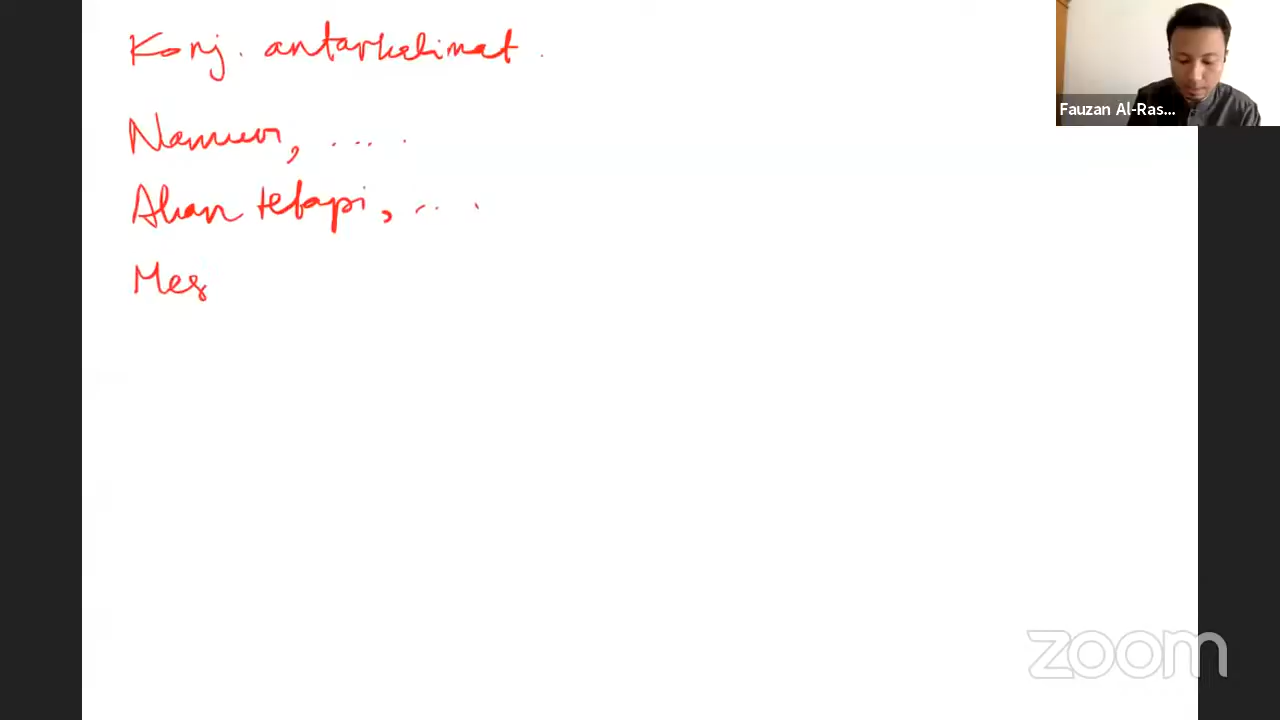 Konj. antarkalimat.
Namun, ....
Akan tetapi, ....
Mes
Fauzan Al-Ras...
zoom